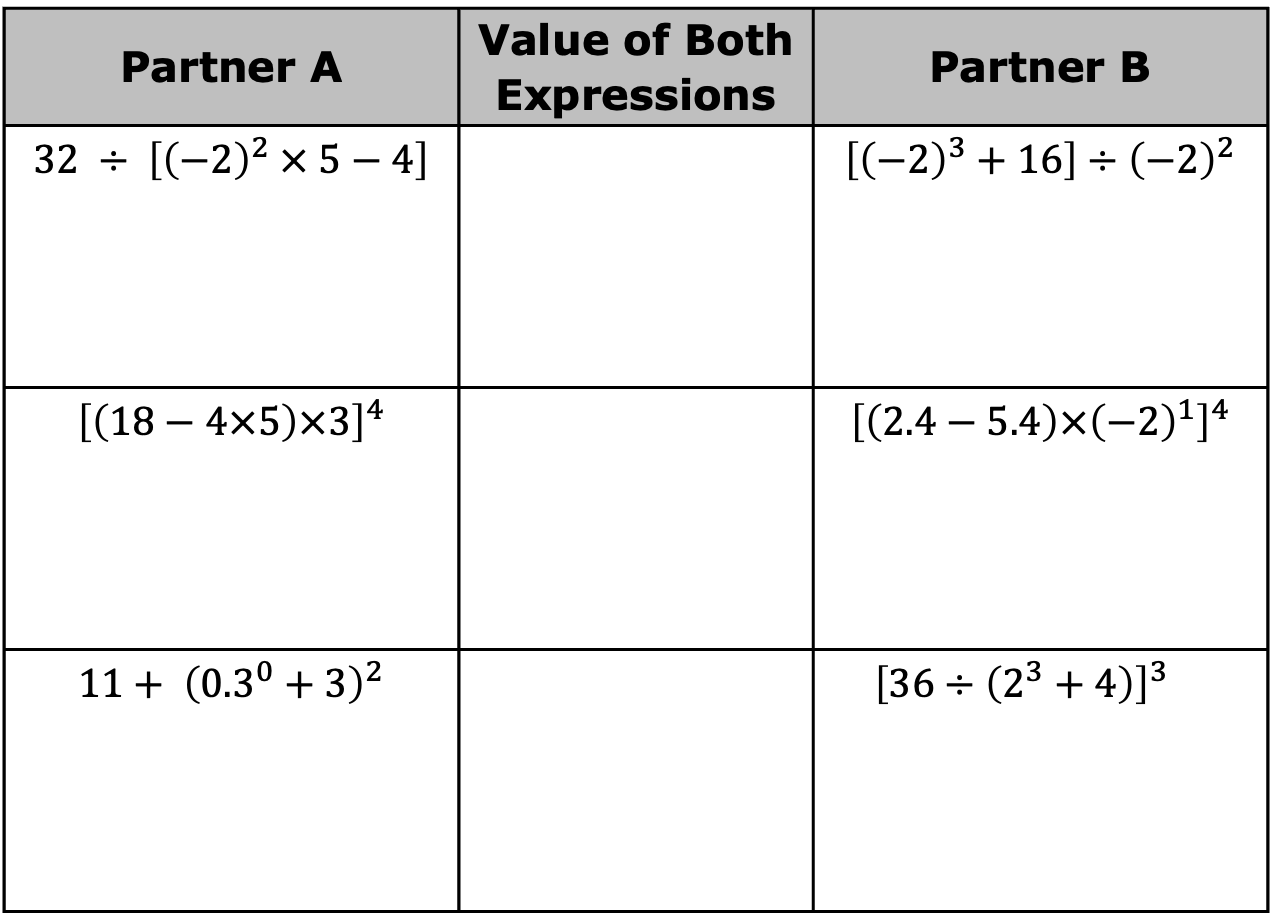 Partner A
Value of Both
Expressions
Partner B
32 ÷ [(−2)² × 5 − 4]
[(−2)³ + 16] ÷ (−2)²
[(18 − 4×5)×3]⁴
[(2.4 − 5.4)×(−2)¹]⁴
11 + (0.3⁰ + 3)²
[36 ÷ (2³ + 4)]³